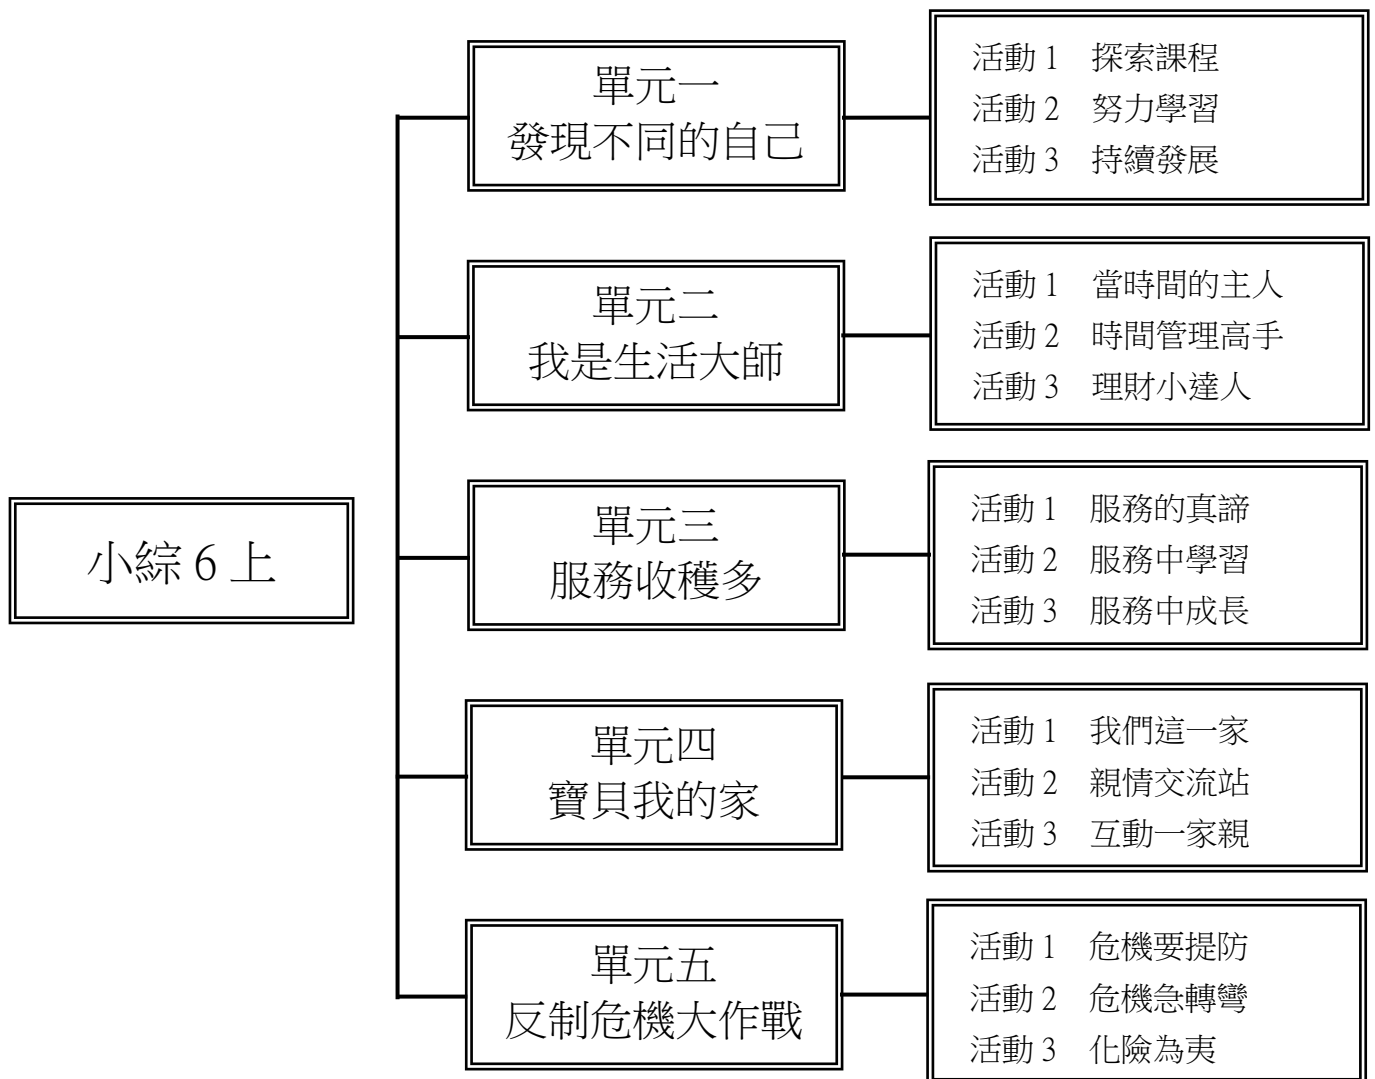 小綜 6 上
單元一
發現不同的自己
活動 1 探索課程
活動 2 努力學習
活動 3 持續發展
單元二
我是生活大師
活動 1 當時間的主人
活動 2 時間管理高手
活動 3 理財小達人
單元三
服務收穫多
活動 1 服務的真諦
活動 2 服務中學習
活動 3 服務中成長
單元四
寶貝我的家
活動 1 我們這一家
活動 2 親情交流站
活動 3 互動一家親
單元五
反制危機大作戰
活動 1 危機要提防
活動 2 危機急轉彎
活動 3 化險為夷